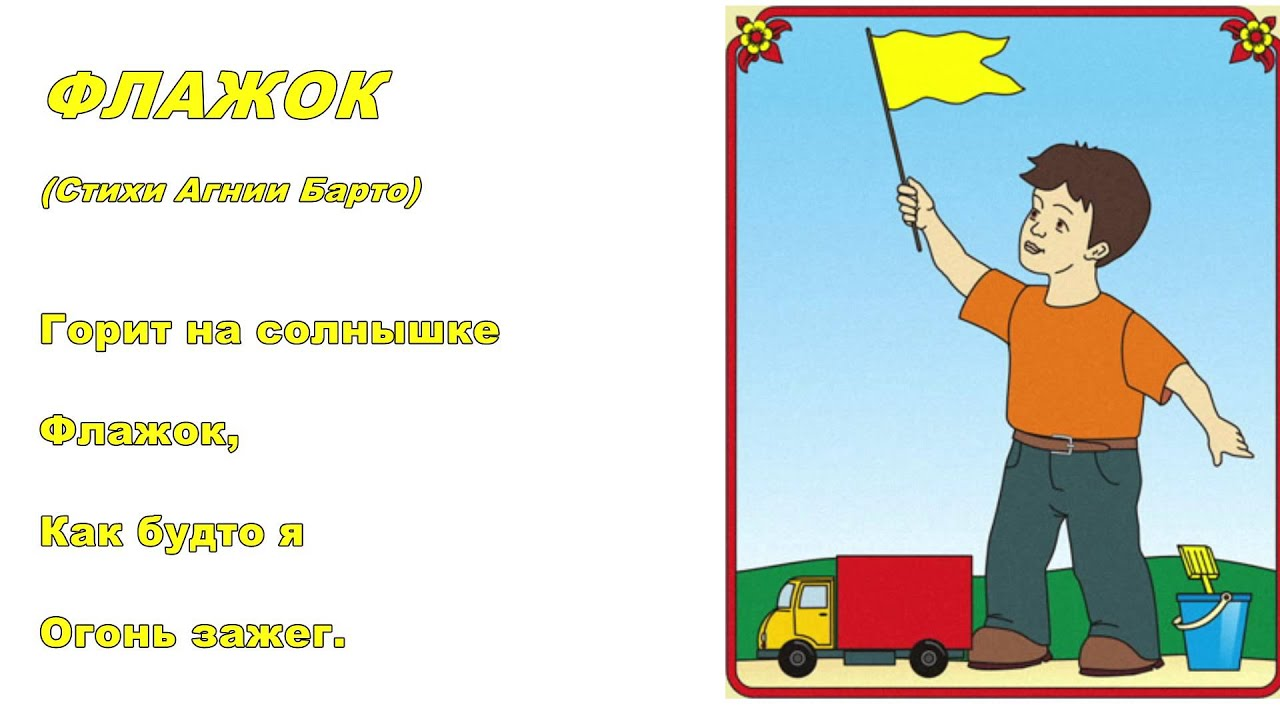 ФЛАЖОК
(Стихи Агнии Барто)
Горит на солнышке
Флажок,
Как будто я
Огонь зажег.